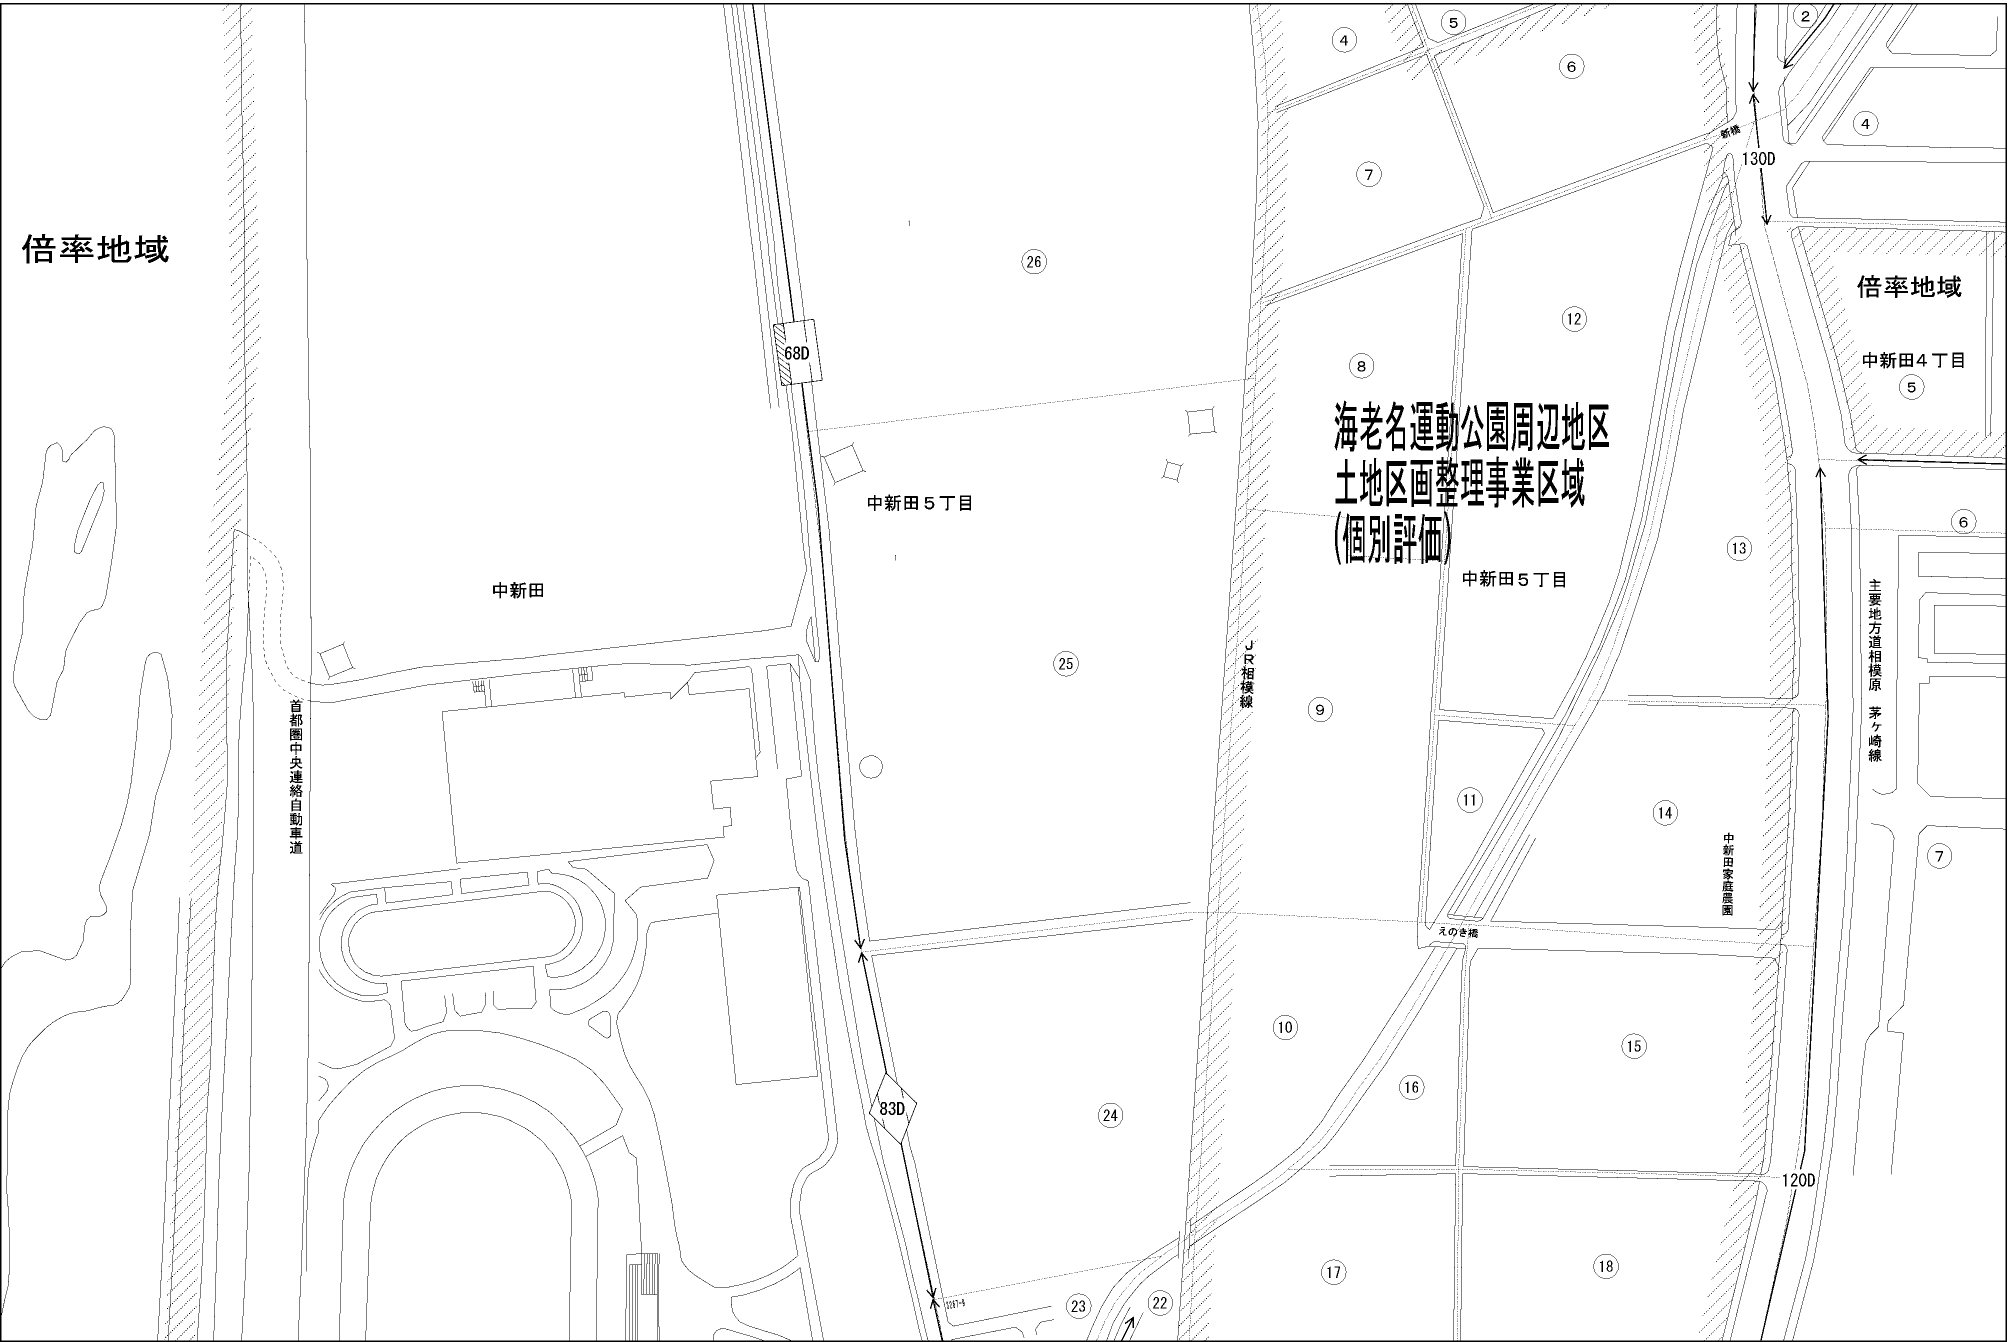 2
4
5
6
4
新橋
130D
7
倍率地域
26
倍率地域
12
68D
8
中新田4丁目
5
海老名運動公園周辺地区
土地区画整理事業区域
(個別評価)
中新田5丁目
6
13
中新田
中新田5丁目
主要地方道相模原 茅ヶ崎線
JR相模線
25
9
首都圏中央連絡自動車道
11
14
中新田家庭農園
7
えのき橋
10
15
16
83D
24
120D
17
18
23
22